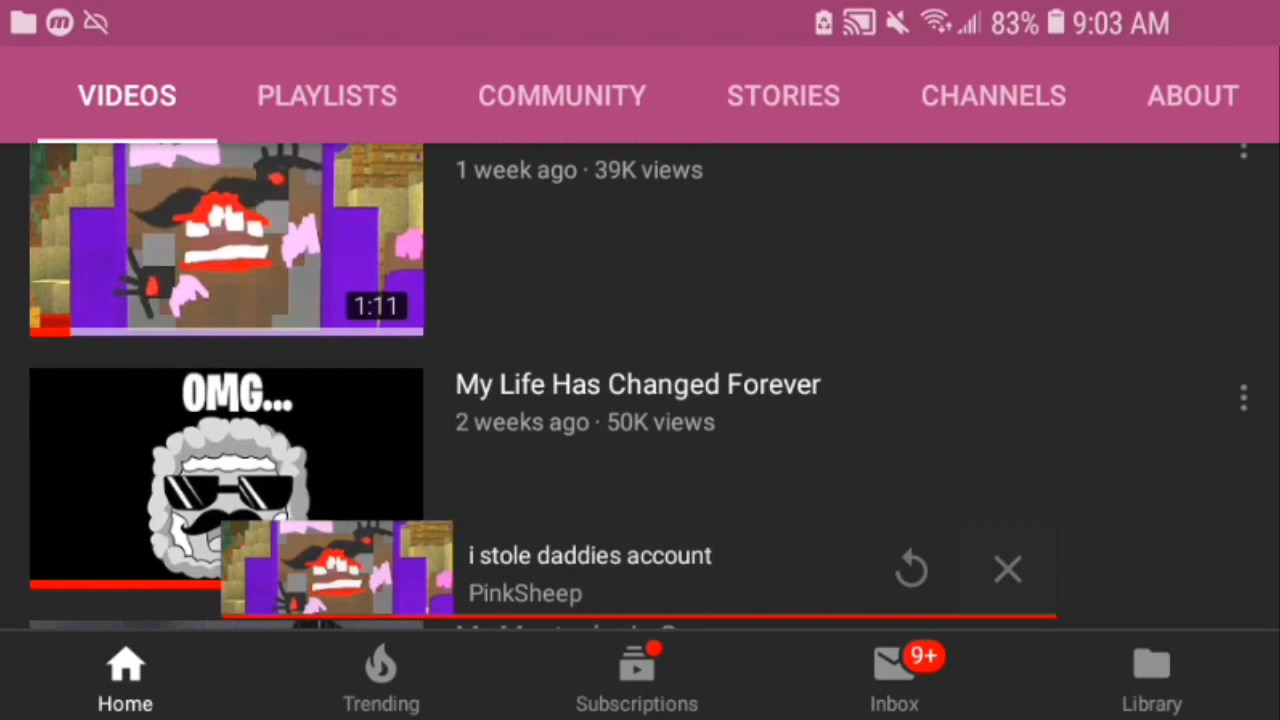 83% 9:03 AM
VIDEOS PLAYLISTS COMMUNITY STORIES CHANNELS ABOUT
1 week ago · 39K views
1:11
OMG...
My Life Has Changed Forever
2 weeks ago · 50K views
i stole daddies account
PinkSheep
Home Trending Subscriptions 9+ Inbox Library